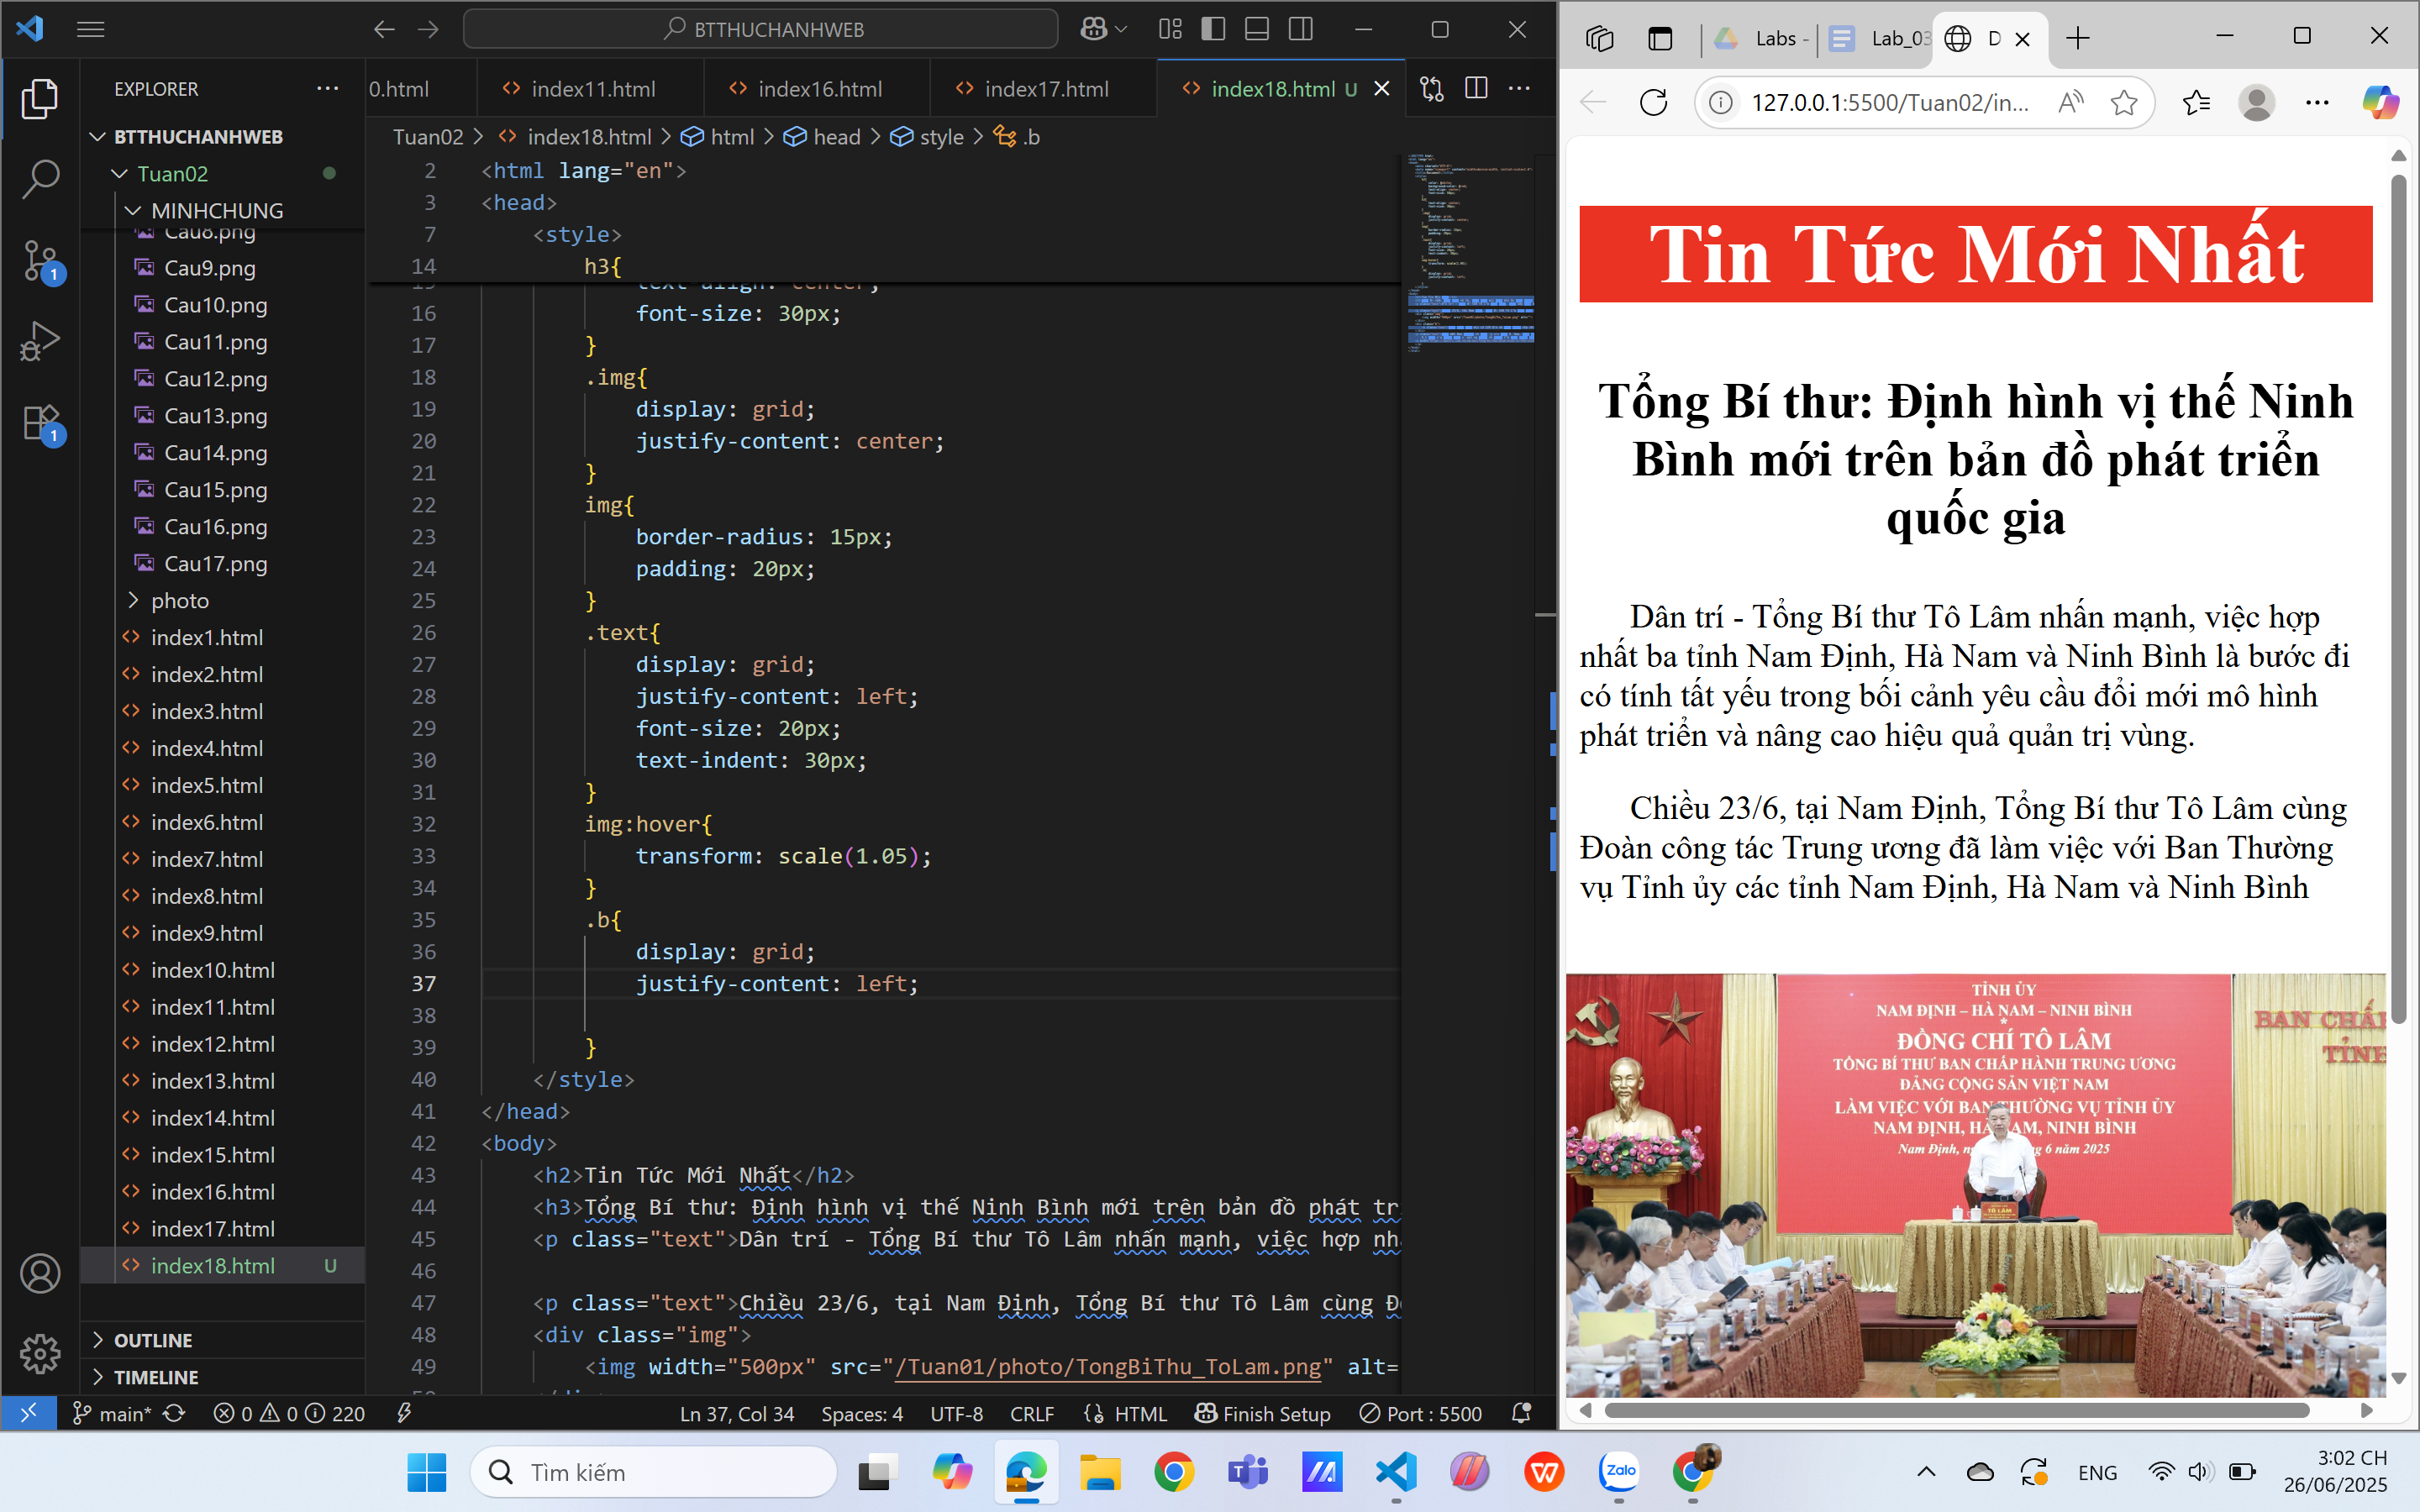 BTTHUCHANHWEB
EXPLORER
0.html
index11.html
index16.html
index17.html
index18.html U
BTTHUCHANHWEB
Tuan02
MINHCHUNG
Cau8.png
Cau9.png
Cau10.png
Cau11.png
Cau12.png
Cau13.png
Cau14.png
Cau15.png
Cau16.png
Cau17.png
photo
index1.html
index2.html
index3.html
index4.html
index5.html
index6.html
index7.html
index8.html
index9.html
index10.html
index11.html
index12.html
index13.html
index14.html
index15.html
index16.html
index17.html
index18.html U
OUTLINE
TIMELINE
Tuan02 > index18.html > html > head > style > .b
2 <html lang="en">
3 <head>
7 <style>
14 h3{
15 text-align: center;
16 font-size: 30px;
17 }
18 .img{
19 display: grid;
20 justify-content: center;
21 }
22 img{
23 border-radius: 15px;
24 padding: 20px;
25 }
26 .text{
27 display: grid;
28 justify-content: left;
29 font-size: 20px;
30 text-indent: 30px;
31 }
32 img:hover{
33 transform: scale(1.05);
34 }
35 .b{
36 display: grid;
37 justify-content: left;
38
39 }
40 </style>
41 </head>
42 <body>
43 <h2>Tin Tức Mới Nhất</h2>
44 <h3>Tổng Bí thư: Định hình vị thế Ninh Bình mới trên bản đồ phát tr
45 <p class="text">Dân trí - Tổng Bí thư Tô Lâm nhấn mạnh, việc hợp nh
46
47 <p class="text">Chiều 23/6, tại Nam Định, Tổng Bí thư Tô Lâm cùng Đ
48 <div class="img">
49 <img width="500px" src="/Tuan01/photo/TongBiThu_ToLam.png" alt=
1
1
main* 0 0 220
Ln 37, Col 34 Spaces: 4 UTF-8 CRLF HTML Finish Setup Port : 5500
Labs -
Lab_03
D
127.0.0.1:5500/Tuan02/in...
Tin Tức Mới Nhất
Tổng Bí thư: Định hình vị thế Ninh
Bình mới trên bản đồ phát triển
quốc gia
Dân trí - Tổng Bí thư Tô Lâm nhấn mạnh, việc hợp
nhất ba tỉnh Nam Định, Hà Nam và Ninh Bình là bước đi
có tính tất yếu trong bối cảnh yêu cầu đổi mới mô hình
phát triển và nâng cao hiệu quả quản trị vùng.
Chiều 23/6, tại Nam Định, Tổng Bí thư Tô Lâm cùng
Đoàn công tác Trung ương đã làm việc với Ban Thường
vụ Tỉnh ủy các tỉnh Nam Định, Hà Nam và Ninh Bình
TỈNH ỦY
NAM ĐỊNH – HÀ NAM – NINH BÌNH
ĐỒNG CHÍ TÔ LÂM
TỔNG BÍ THƯ BAN CHẤP HÀNH TRUNG ƯƠNG
ĐẢNG CỘNG SẢN VIỆT NAM
LÀM VIỆC VỚI BAN THƯỜNG VỤ TỈNH ỦY
NAM ĐỊNH, HÀ NAM, NINH BÌNH
Nam Định, 6 năm 2025
BAN CHẤP
TỈNH
TÔ LÂM
Tìm kiếm
Zalo
ENG
3:02 CH
26/06/2025